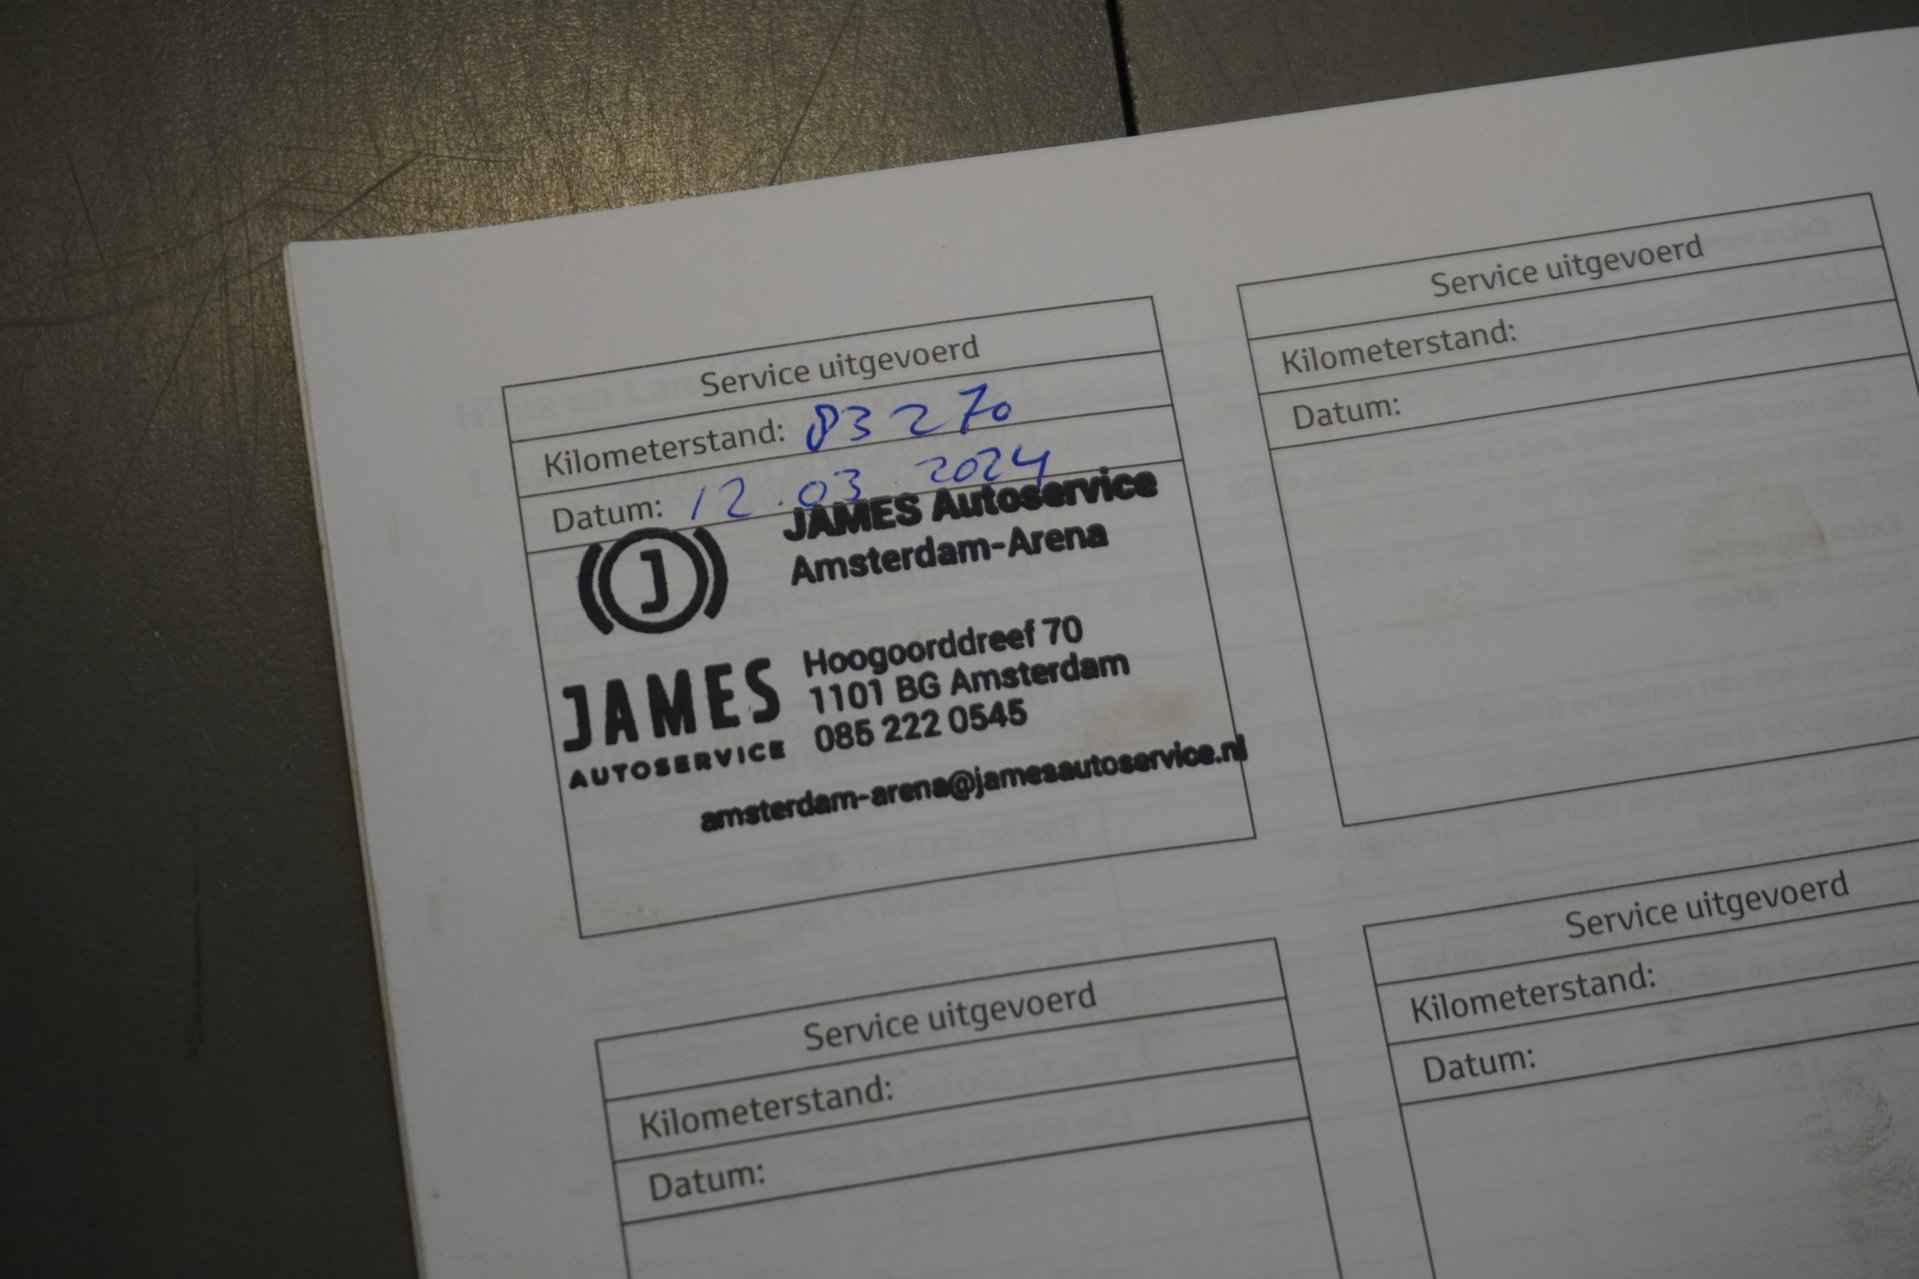 Service uitgevoerd
Kilometerstand: 83270
Datum: 12.03.2024
J
JAMES
AUTOSERVICE
JAMES Autoservice
Amsterdam-Arena
Hoogoorddreef 70
1101 BG Amsterdam
085 222 0545
amsterdam-arena@jamesautoservice.nl
Service uitgevoerd
Kilometerstand:
Datum:
Service uitgevoerd
Kilometerstand:
Datum:
Service uitgevoerd
Kilometerstand:
Datum: